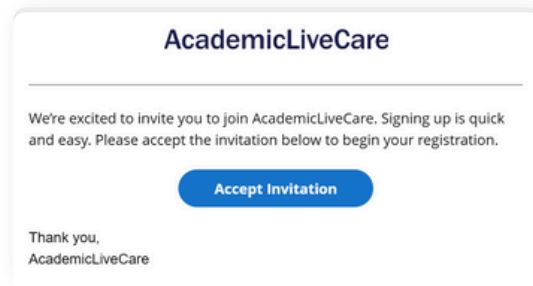 AcademicLiveCare
We're excited to invite you to join AcademicLiveCare. Signing up is quick
and easy. Please accept the invitation below to begin your registration.
Accept Invitation
Thank you,
AcademicLiveCare